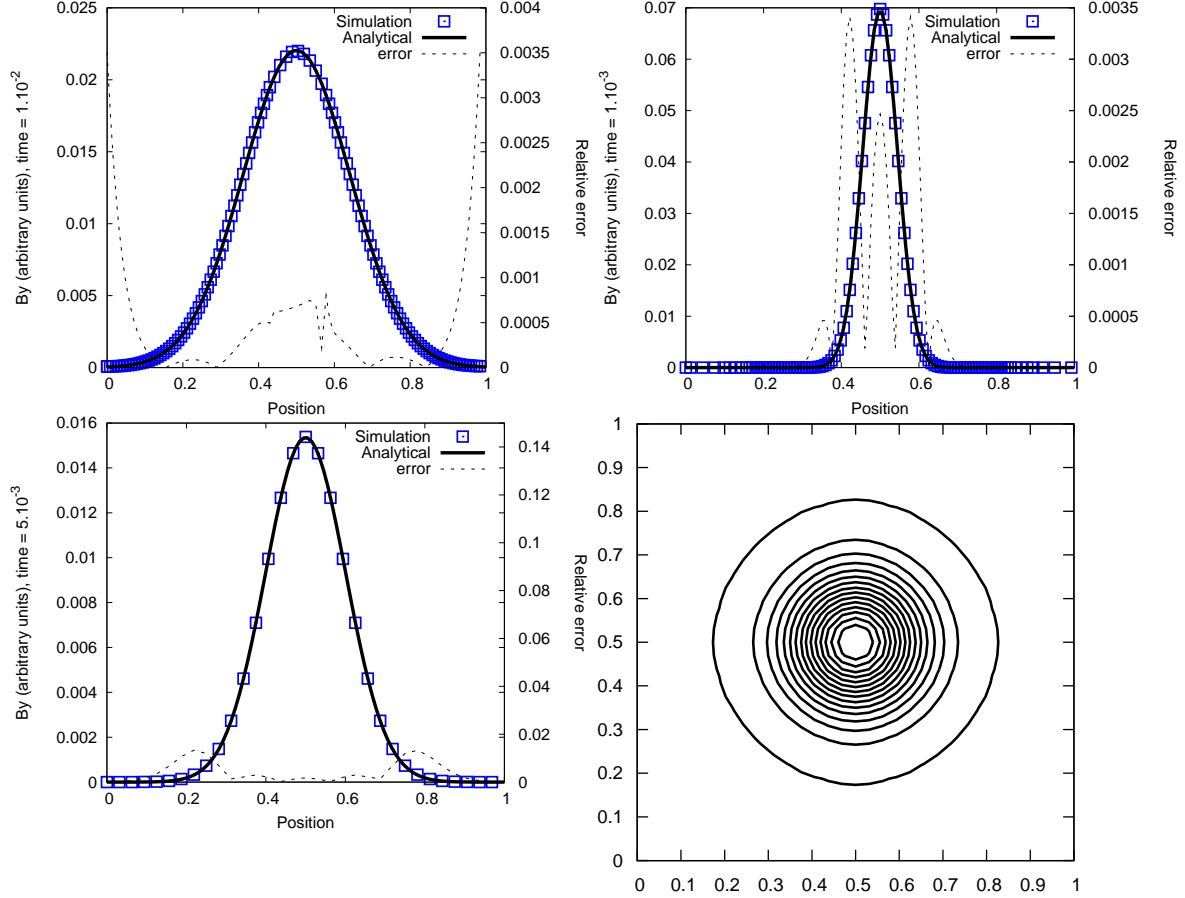 0.025
0.02
0.015
0.01
0.005
0
0 0.2 0.4 0.6 0.8 1
0.004
0.0035
0.003
0.0025
0.002
0.0015
0.001
0.0005
0
By (arbitrary units), time = 1.10⁻²
Relative error
Position
Simulation
Analytical
error
0.07
0.06
0.05
0.04
0.03
0.02
0.01
0
0 0.2 0.4 0.6 0.8 1
0.0035
0.003
0.0025
0.002
0.0015
0.001
0.0005
0
By (arbitrary units), time = 1.10⁻³
Relative error
Position
Simulation
Analytical
error
0.016
0.014
0.012
0.01
0.008
0.006
0.004
0.002
0
0 0.2 0.4 0.6 0.8 1
0.14
0.12
0.1
0.08
0.06
0.04
0.02
0
By (arbitrary units), time = 5.10⁻³
Relative error
Position
Simulation
Analytical
error
1
0.9
0.8
0.7
0.6
0.5
0.4
0.3
0.2
0.1
0
0 0.1 0.2 0.3 0.4 0.5 0.6 0.7 0.8 0.9 1